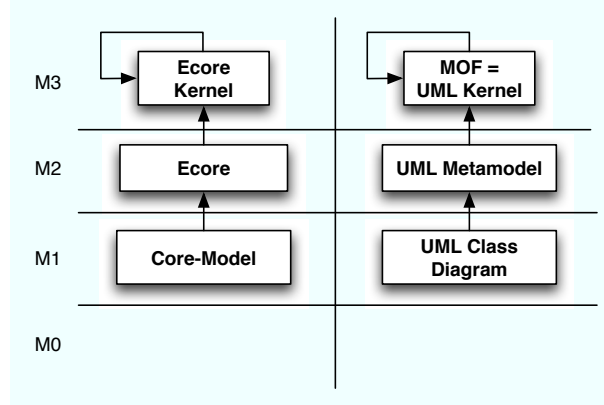 M3
Ecore
Kernel
MOF =
UML Kernel
M2
Ecore
UML Metamodel
M1
Core-Model
UML Class
Diagram
M0